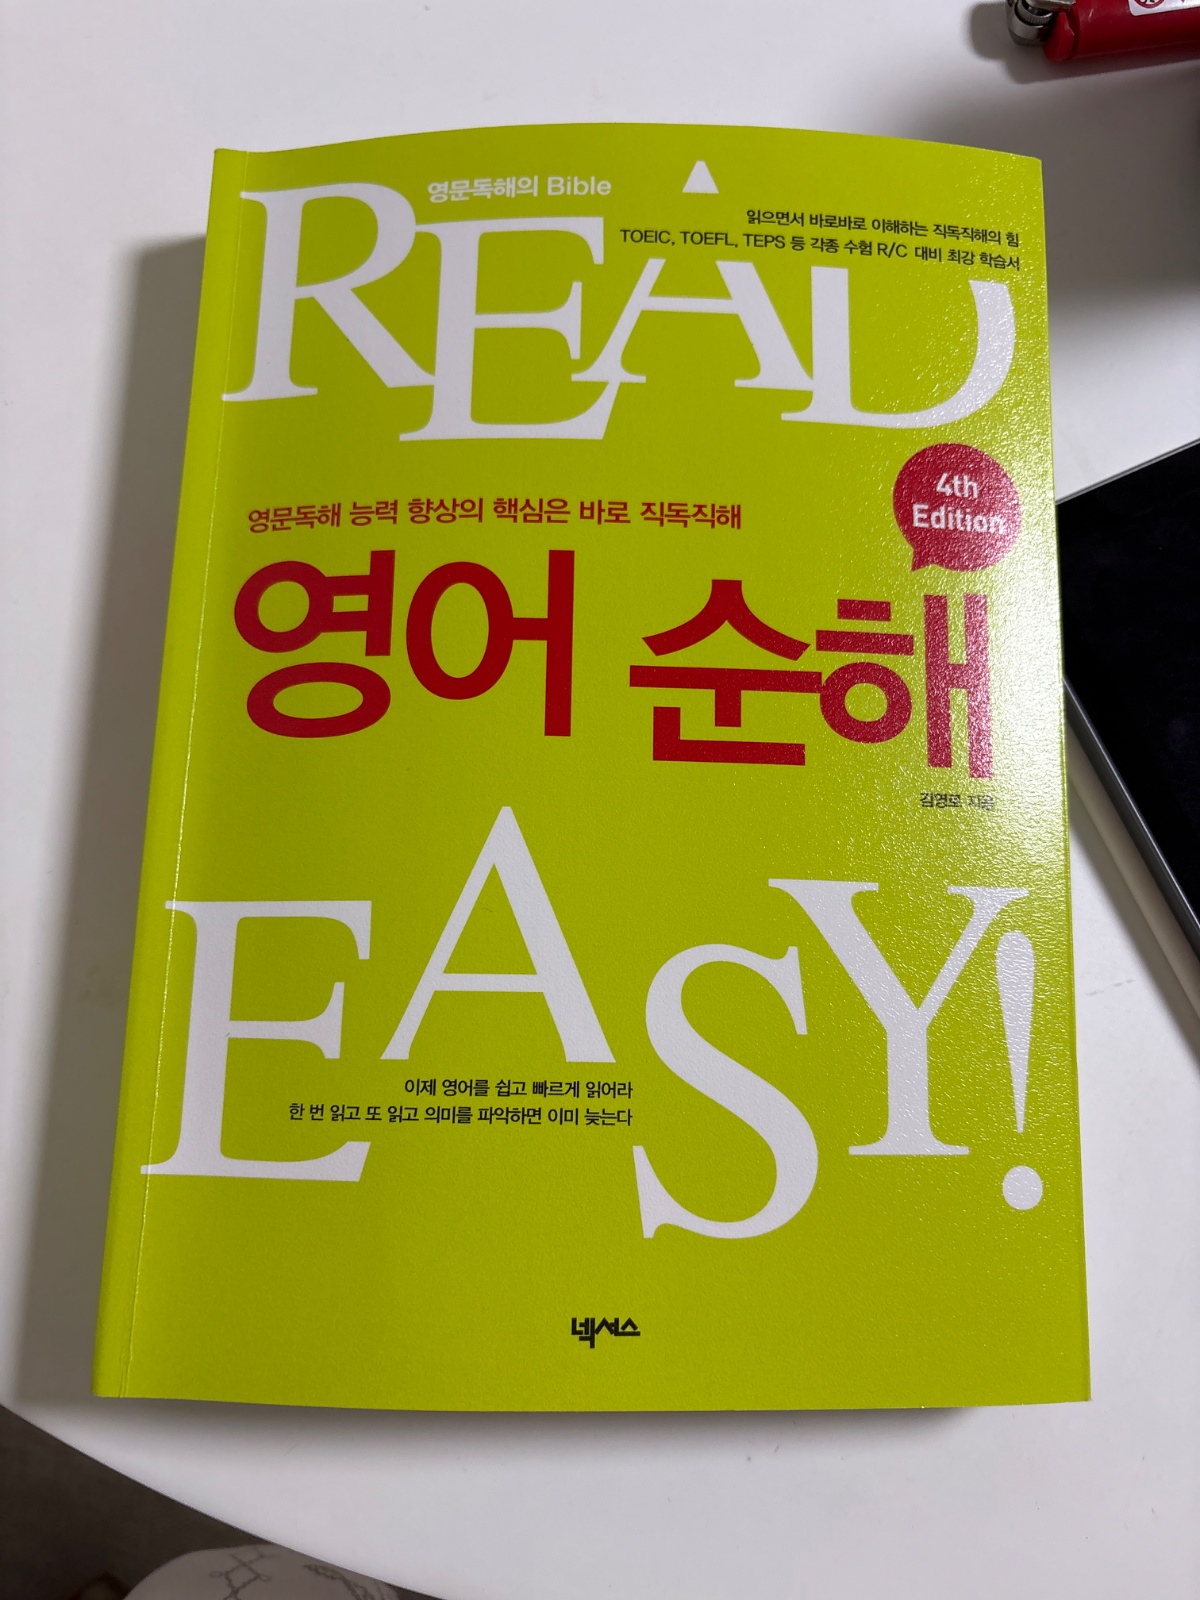 영문독해의 Bible
읽으면서 바로바로 이해하는 직독직해의 힘
TOEIC, TOEFL, TEPS 등 각종 수험 R/C 대비 최강 학습서
READ
4th
Edition
영문독해 능력 향상의 핵심은 바로 직독직해
영어 순해
김영로 지음
EASY!
이제 영어를 쉽고 빠르게 읽어라
한 번 읽고 또 읽고 의미를 파악하면 이미 늦는다
넥서스